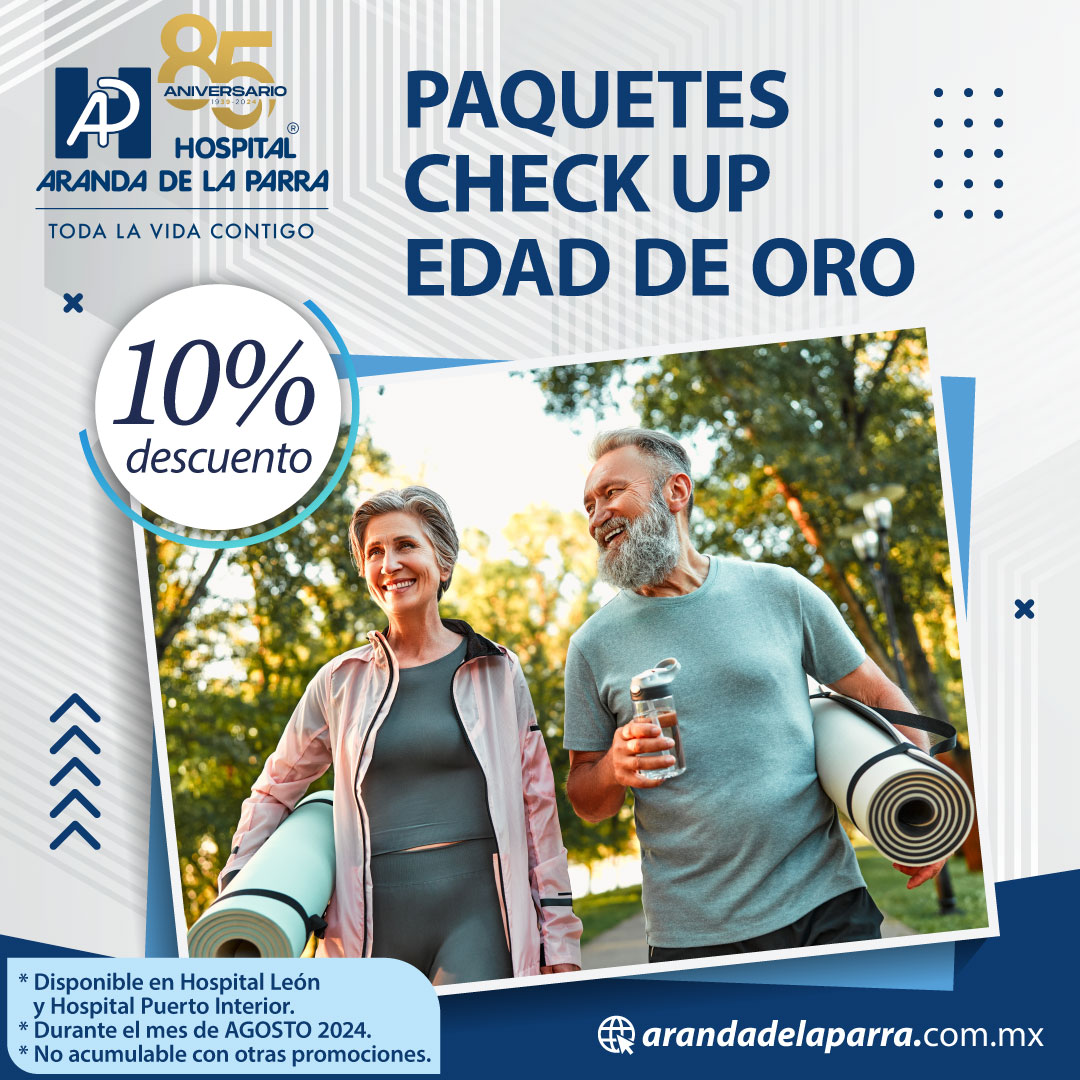 85
ANIVERSARIO
1939-2024
HAP
HOSPITAL®
ARANDA DE LA PARRA
TODA LA VIDA CONTIGO
PAQUETES
CHECK UP
EDAD DE ORO
10%
descuento
* Disponible en Hospital León
y Hospital Puerto Interior.
* Durante el mes de AGOSTO 2024.
* No acumulable con otras promociones.
arandadelaparra.com.mx